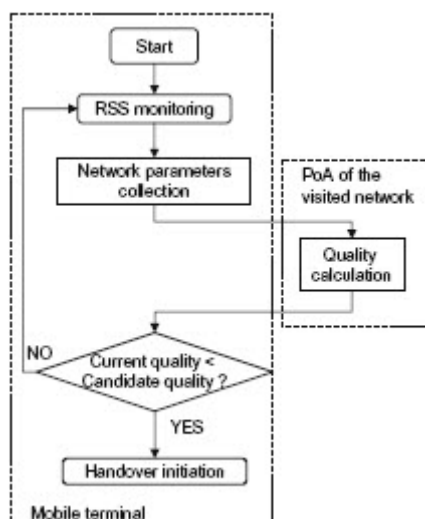 Start
RSS monitoring
Network parameters
collection
PoA of the
visited network
Quality
calculation
Current quality <
Candidate quality ?
NO
YES
Handover initiation
Mobile terminal